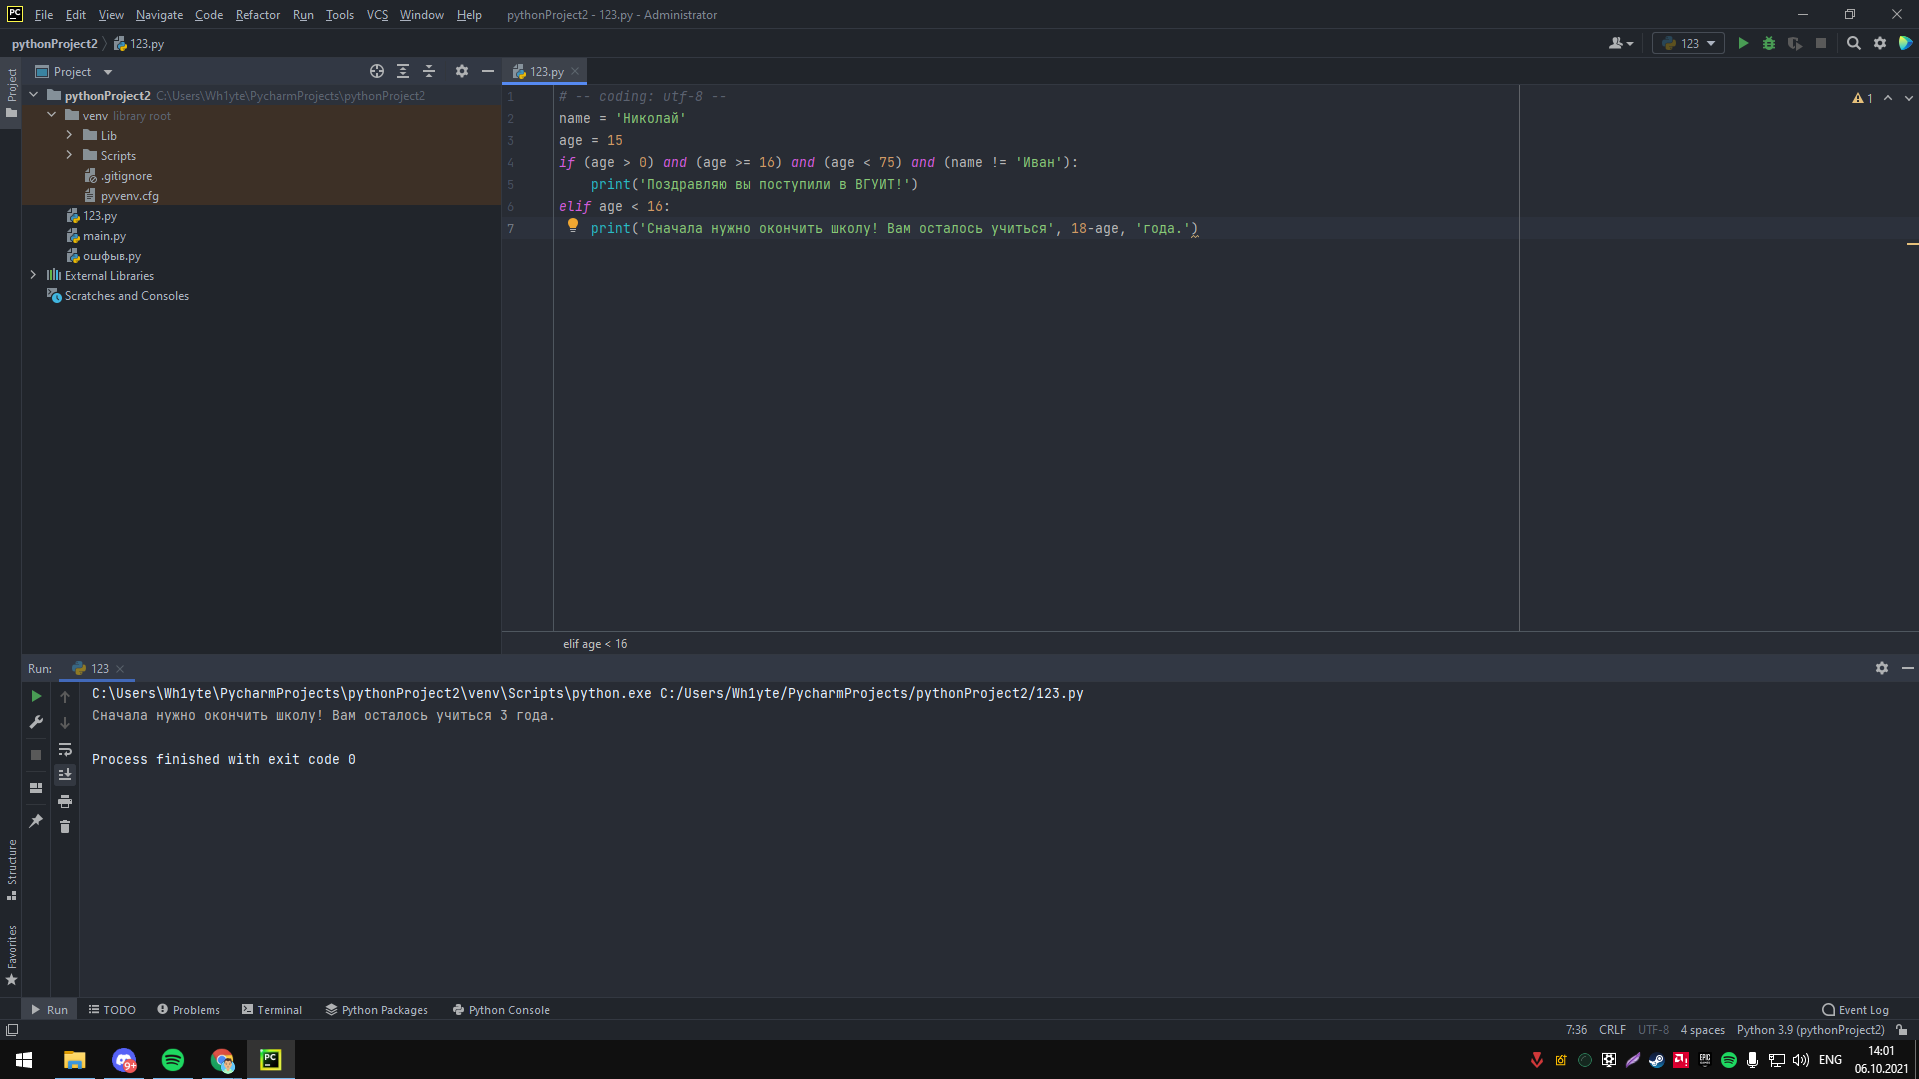 PC File Edit View Navigate Code Refactor Run Tools VCS Window Help pythonProject2 - 123.py - Administrator
pythonProject2 123.py 123
Project 123.py
pythonProject2 C:\Users\Wh1yte\PycharmProjects\pythonProject2
venv library root
Lib
Scripts
.gitignore
pyvenv.cfg
123.py
main.py
ошфыв.py
External Libraries
Scratches and Consoles
1 # -- coding: utf-8 --
2 name = 'Николай'
3 age = 15
4 if (age > 0) and (age >= 16) and (age < 75) and (name != 'Иван'):
5 print('Поздравляю вы поступили в ВГУИТ!')
6 elif age < 16:
7 print('Сначала нужно окончить школу! Вам осталось учиться', 18-age, 'года.')
1
elif age < 16
Project
Structure
Favorites
Run: 123
C:\Users\Wh1yte\PycharmProjects\pythonProject2\venv\Scripts\python.exe C:/Users/Wh1yte/PycharmProjects/pythonProject2/123.py
Сначала нужно окончить школу! Вам осталось учиться 3 года.
Process finished with exit code 0
Run TODO Problems Terminal Python Packages Python Console Event Log
7:36 CRLF UTF-8 4 spaces Python 3.9 (pythonProject2)
9+ PC EPIC ENG 14:01
06.10.2021